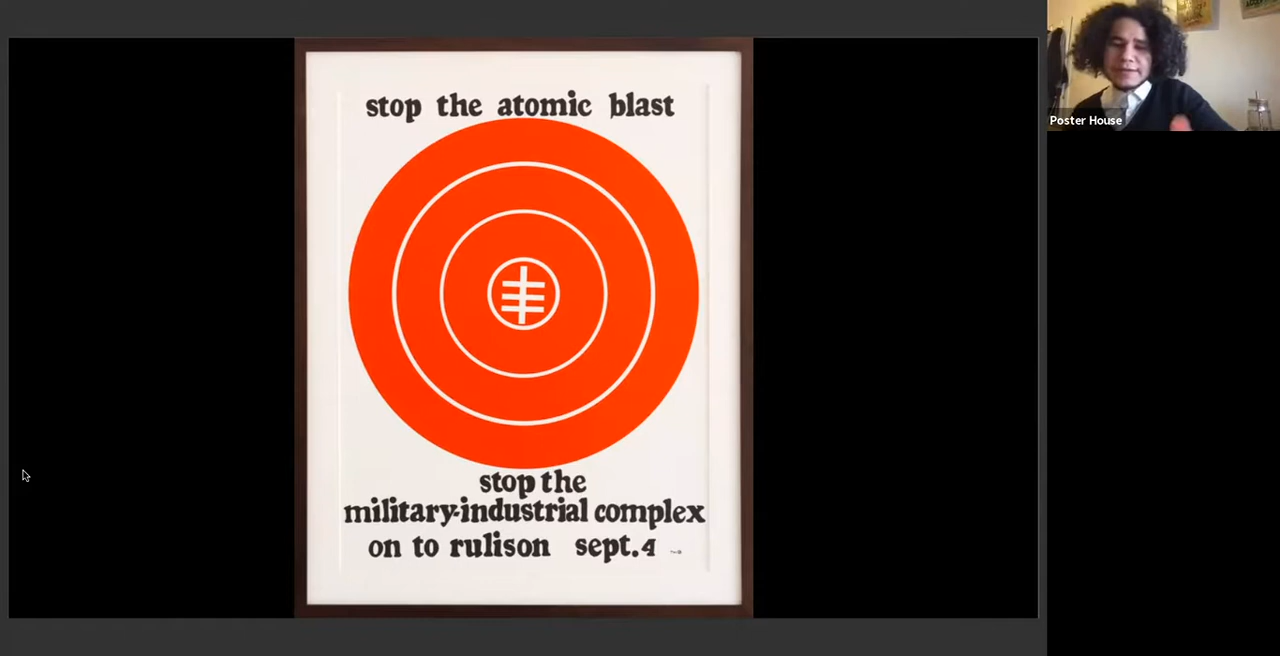 stop the atomic blast
stop the
military-industrial complex
on to rulison sept.4
Poster House